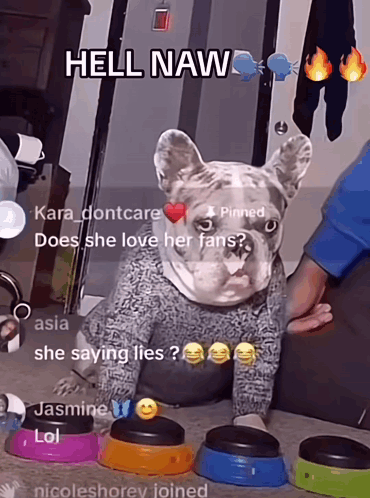 HELL NAW🗣️🗣️🔥🔥
Kara_dontcare❤️ Pinned
Does she love her fans?
asia
she saying lies ?😂😂😂
Jasmine🦋😊
Lol
👋 nicoleshorey joined